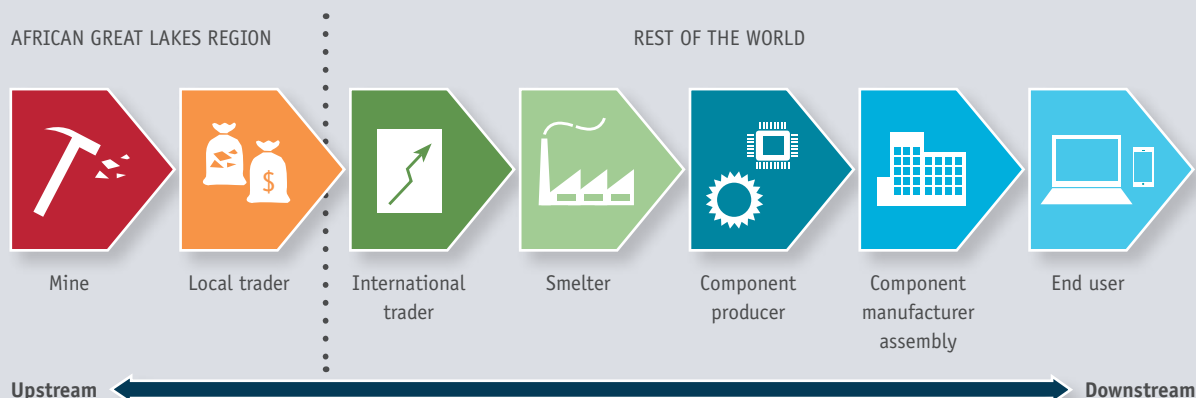 AFRICAN GREAT LAKES REGION
REST OF THE WORLD
$
Mine
Local trader
International
trader
Smelter
Component
producer
Component
manufacturer
assembly
End user
Upstream
Downstream